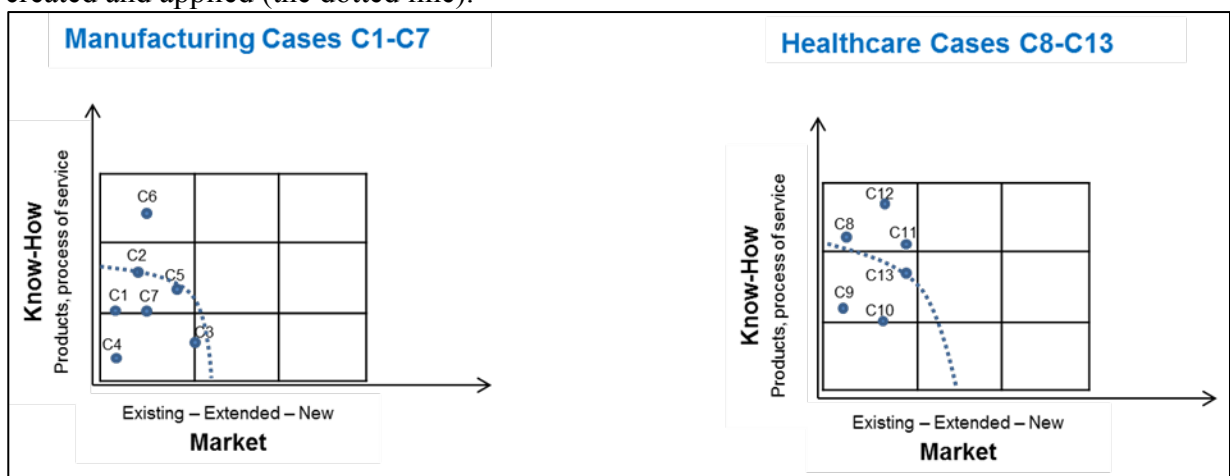 created and applied (the dotted line).
Manufacturing Cases C1-C7
Know-How
Products, process of service
C6
C2
C5
C1
C7
C3
C4
Existing – Extended – New
Market
Healthcare Cases C8-C13
Know-How
Products, process of service
C12
C8
C11
C13
C9
C10
Existing – Extended – New
Market